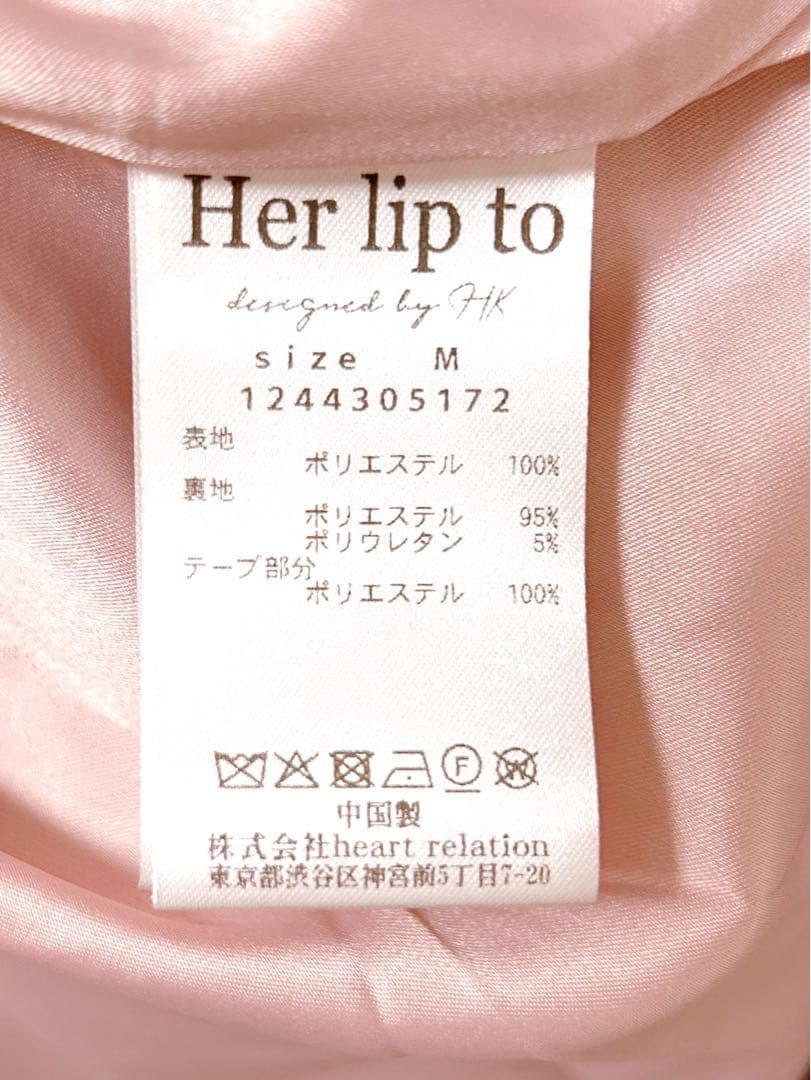 Her lip to
designed by HK
size M
1244305172
表地
ポリエステル 100%
裏地
ポリエステル 95%
ポリウレタン 5%
テープ部分
ポリエステル 100%
F W
中国製
株式会社heart relation
東京都渋谷区神宮前5丁目7-20